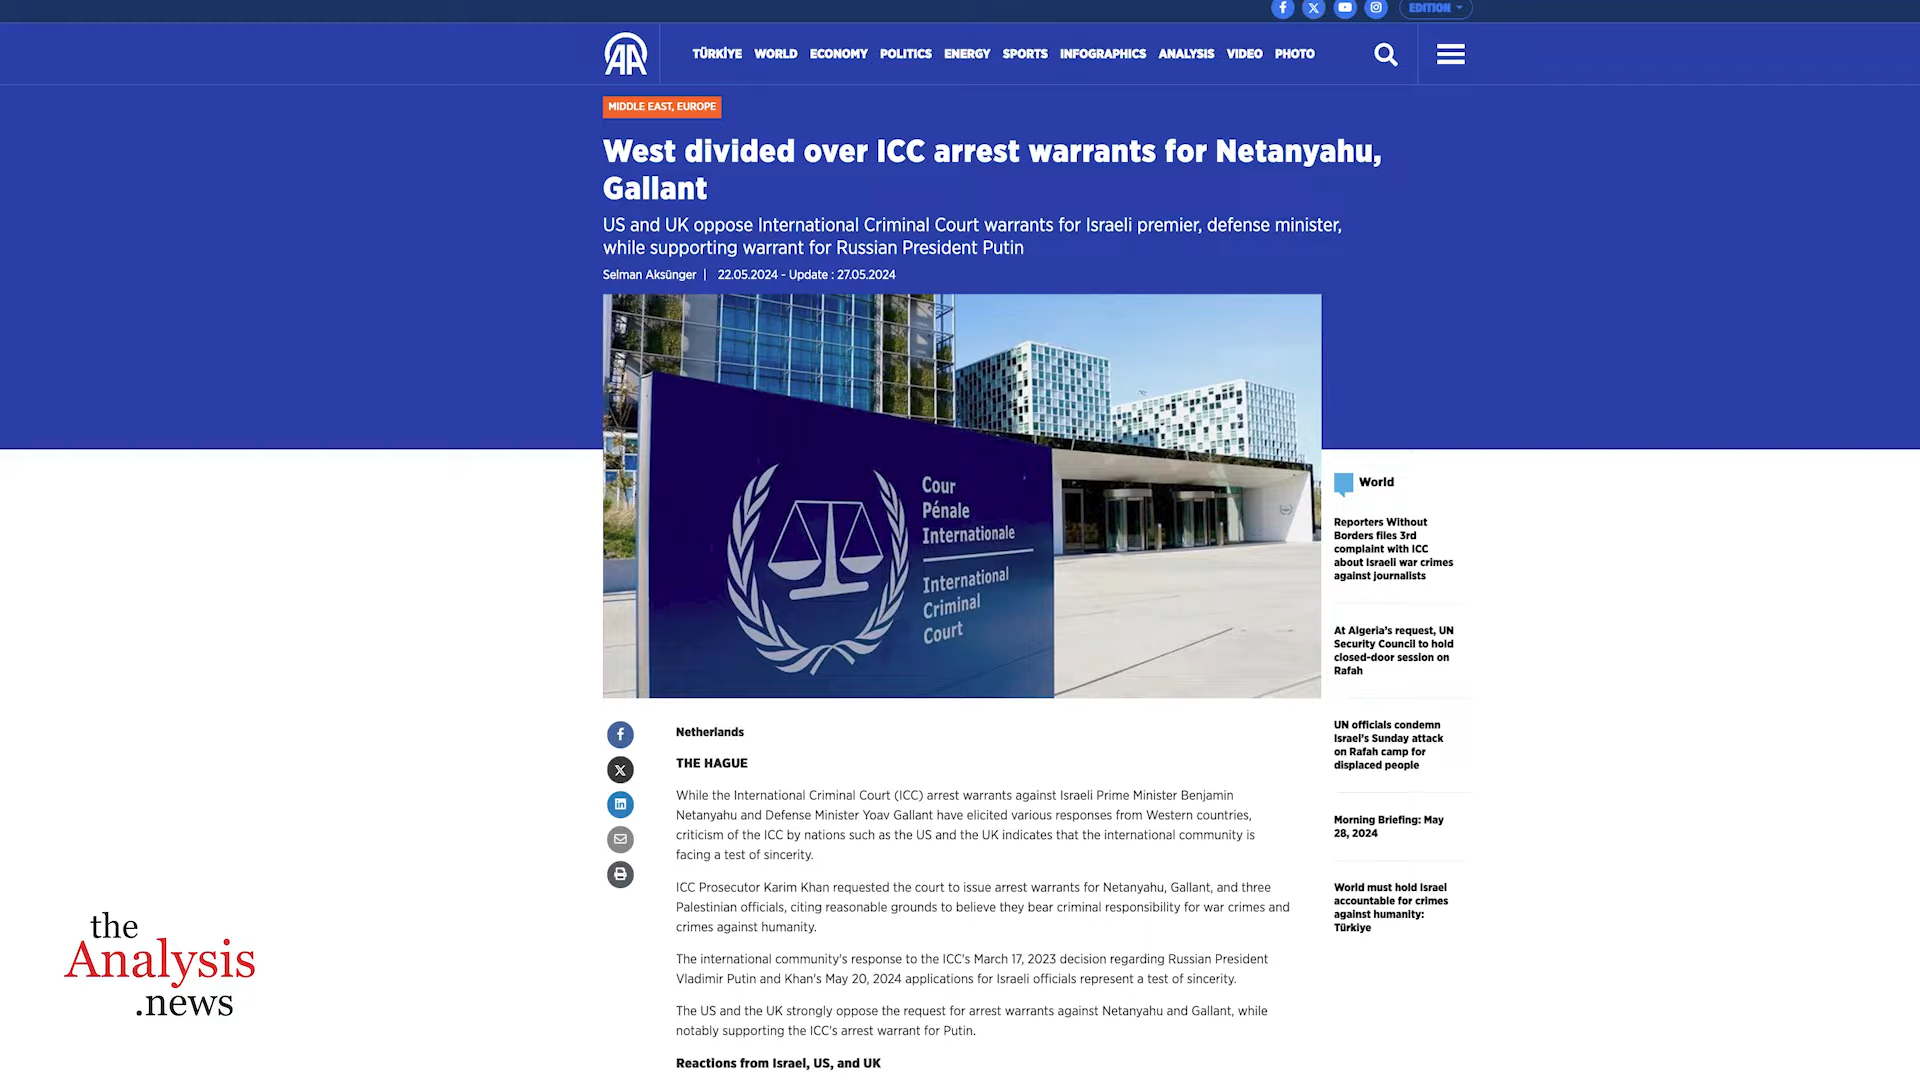 EDITION
AA
TÜRKİYE WORLD ECONOMY POLITICS ENERGY SPORTS INFOGRAPHICS ANALYSIS VIDEO PHOTO
MIDDLE EAST, EUROPE
West divided over ICC arrest warrants for Netanyahu,
Gallant
US and UK oppose International Criminal Court warrants for Israeli premier, defense minister,
while supporting warrant for Russian President Putin
Selman Aksünger | 22.05.2024 - Update : 27.05.2024
Cour
Pénale
Internationale
International
Criminal
Court
Netherlands
THE HAGUE
While the International Criminal Court (ICC) arrest warrants against Israeli Prime Minister Benjamin
Netanyahu and Defense Minister Yoav Gallant have elicited various responses from Western countries,
criticism of the ICC by nations such as the US and the UK indicates that the international community is
facing a test of sincerity.
ICC Prosecutor Karim Khan requested the court to issue arrest warrants for Netanyahu, Gallant, and three
Palestinian officials, citing reasonable grounds to believe they bear criminal responsibility for war crimes and
crimes against humanity.
The international community's response to the ICC's March 17, 2023 decision regarding Russian President
Vladimir Putin and Khan's May 20, 2024 applications for Israeli officials represent a test of sincerity.
The US and the UK strongly oppose the request for arrest warrants against Netanyahu and Gallant, while
notably supporting the ICC's arrest warrant for Putin.
Reactions from Israel, US, and UK
World
Reporters Without
Borders files 3rd
complaint with ICC
about Israeli war crimes
against journalists
At Algeria's request, UN
Security Council to hold
closed-door session on
Rafah
UN officials condemn
Israel's Sunday attack
on Rafah camp for
displaced people
Morning Briefing: May
28, 2024
World must hold Israel
accountable for crimes
against humanity:
Türkiye
the
Analysis
.news